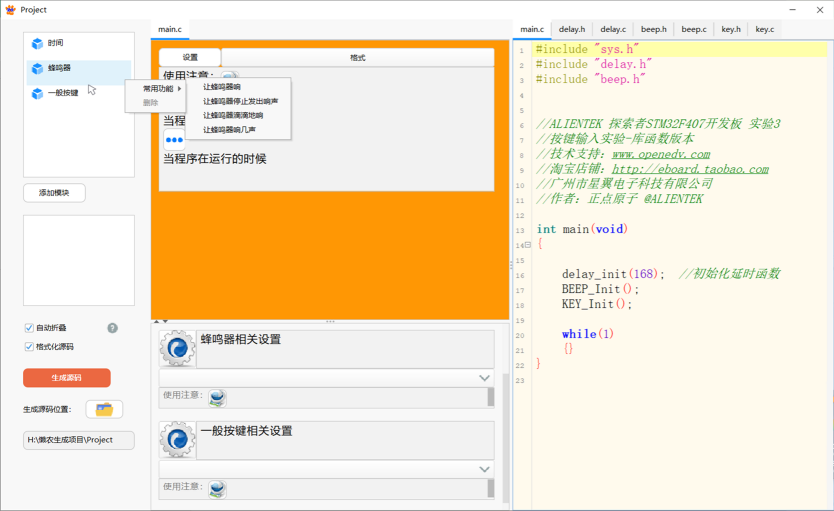 Project
时间
蜂鸣器
一般按键
添加模块
自动折叠
?
格式化源码
生成源码
生成源码位置：
H:\懒农生成项目\Project
main.c
设置
格式
使用注意：
常用功能
删除
让蜂鸣器响
让蜂鸣器停止发出响声
让蜂鸣器滴滴地响
让蜂鸣器响几声
当程
当程序在运行的时候
蜂鸣器相关设置
使用注意：
一般按键相关设置
使用注意：
main.c delay.h delay.c beep.h beep.c key.h key.c
1 #include "sys.h"
2 #include "delay.h"
3 #include "beep.h"
4
5
6 //ALIENTEK 探索者STM32F407开发板 实验3
7 //按键输入实验-库函数版本
8 //技术支持：www.openedv.com
9 //淘宝店铺：http://eboard.taobao.com
10 //广州市星翼电子科技有限公司
11 //作者：正点原子 @ALIENTEK
12
13 int main(void)
14 {
15
16 delay_init(168); //初始化延时函数
17 BEEP_Init();
18 KEY_Init();
19
20 while(1)
21 {}
22 }
23